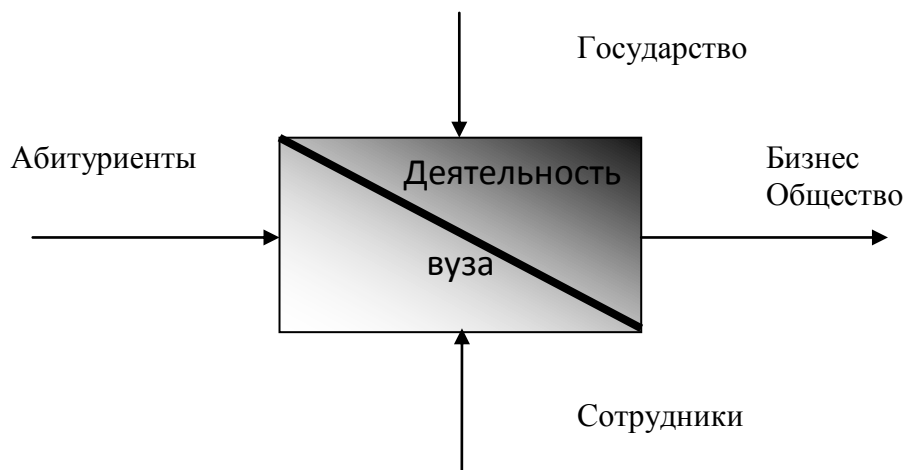 Государство
Абитуриенты
Деятельность
вуза
Бизнес
Общество
Сотрудники